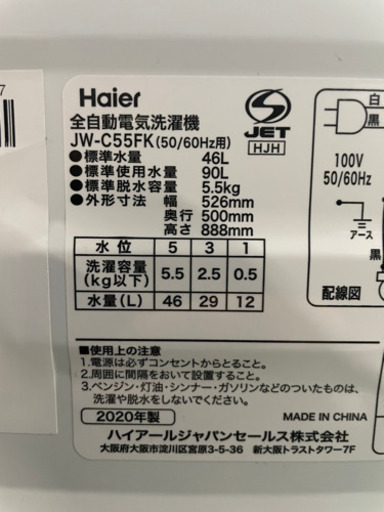 7
Haier
全自動電気洗濯機
JW-C55FK(50/60Hz用)
●標準水量 46L
●標準使用水量 90L
●標準脱水容量 5.5kg
●外形寸法 幅 526mm
奥行 500mm
高さ 888mm
S
JET
HJH
白
黒
100V
50/60Hz
アース
黒
配線図
水位 5 3 1
洗濯容量(kg以下) 5.5 2.5 0.5
水量(L) 46 29 12
■使用上の注意
1.電源は必ずコンセントからとること。
2.周囲に間隔をおいて設置すること。
3.ベンジン・灯油・シンナー・ガソリンなどのついたものは、
洗濯や脱水をしないでください。
2020年製
MADE IN CHINA
ハイアールジャパンセールス株式会社
大阪府大阪市淀川区宮原3-5-36 新大阪トラストタワー7F